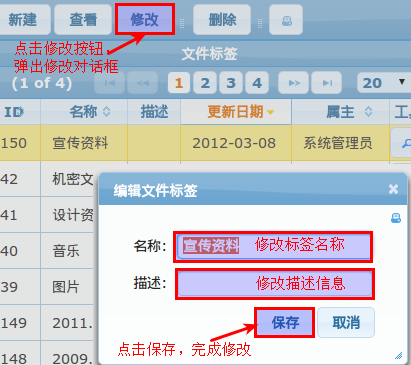 新建 查看 修改 删除
点击修改按钮
弹出修改对话框
文件标签
(1 of 4) 1 2 3 4 20
ID 名称 描述 更新日期 属主 工具
150 宣传资料 2012-03-08 系统管理员
42 机密文
编辑文件标签
41 设计资
名称: 宣传资料 修改标签名称
40 音乐
39 图片
描述: 修改描述信息
149 2011.
保存 取消
点击保存，完成修改
148 2009.